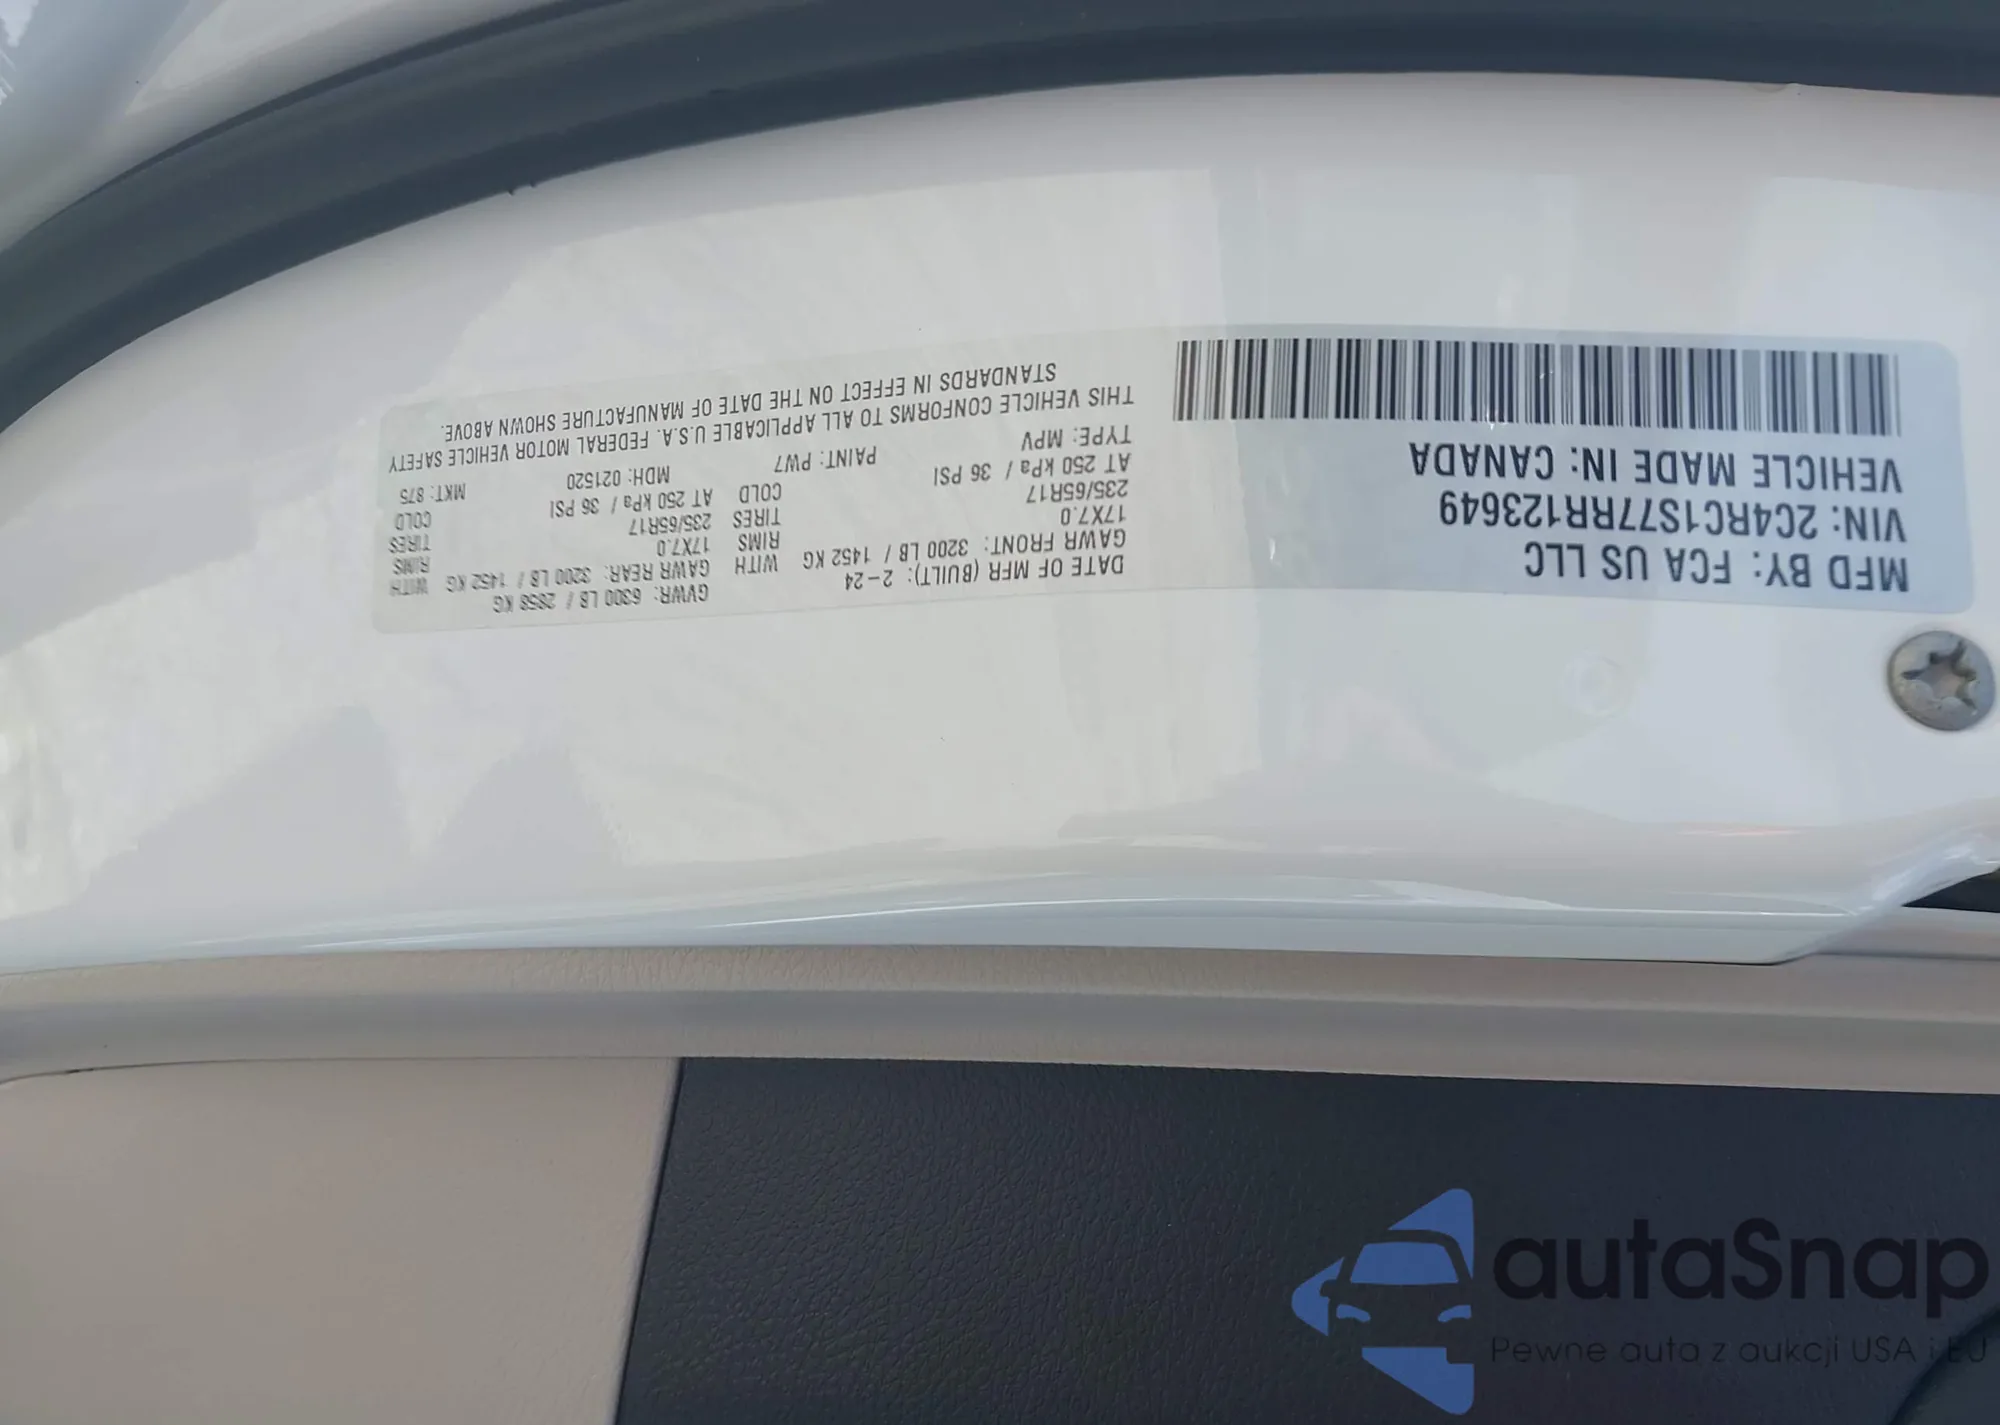 MFD BY: FCA US LLC
VIN: 2C4RC1S77RR123649
VEHICLE MADE IN: CANADA
DATE OF MFR (BUILT): 2-24
GVWR: 6300 LB / 2858 KG
GAWR FRONT: 3200 LB / 1452 KG WITH
GAWR REAR: 3200 LB / 1452 KG WITH
17X7.0 RIMS
17X7.0 RIMS
235/65R17 TIRES
235/65R17 TIRES
AT 250 kPa / 36 PSI COLD
AT 250 kPa / 36 PSI COLD
TYPE: MPV PAINT: PW7 MDH: 021520 MKT: 875
THIS VEHICLE CONFORMS TO ALL APPLICABLE U.S.A. FEDERAL MOTOR VEHICLE SAFETY
STANDARDS IN EFFECT ON THE DATE OF MANUFACTURE SHOWN ABOVE.
autaSnap
Pewne auta z aukcji USA i EU